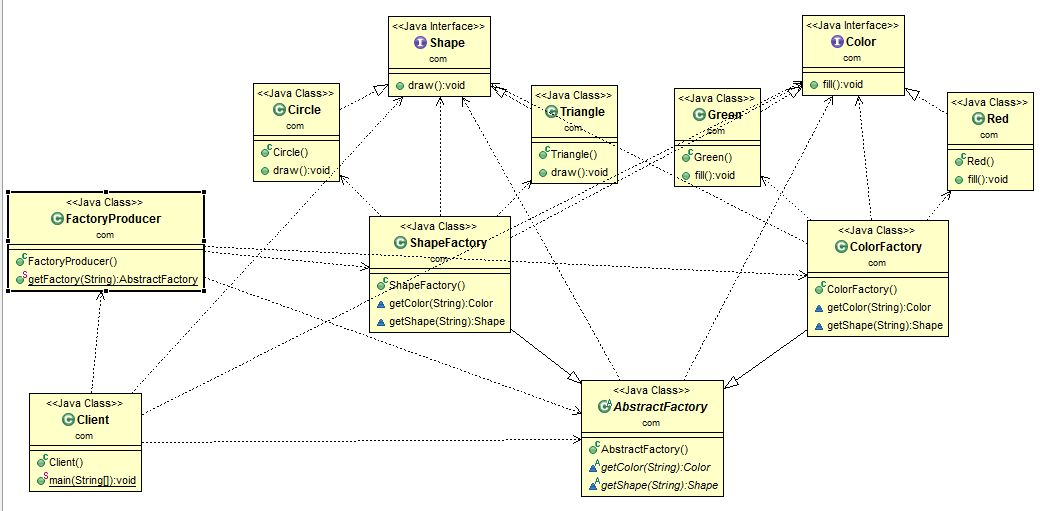 <<Java Interface>>
I Shape
com
draw():void
<<Java Interface>>
I Color
com
fill():void
<<Java Class>>
C Circle
com
C Circle()
draw():void
<<Java Class>>
C Triangle
com
C Triangle()
draw():void
<<Java Class>>
C Green
com
C Green()
fill():void
<<Java Class>>
C Red
com
C Red()
fill():void
<<Java Class>>
C FactoryProducer
com
C FactoryProducer()
S getFactory(String):AbstractFactory
<<Java Class>>
C ShapeFactory
com
C ShapeFactory()
getColor(String):Color
getShape(String):Shape
<<Java Class>>
C ColorFactory
com
C ColorFactory()
getColor(String):Color
getShape(String):Shape
<<Java Class>>
C Client
com
C Client()
S main(String[]):void
<<Java Class>>
C A AbstractFactory
com
C AbstractFactory()
A getColor(String):Color
A getShape(String):Shape